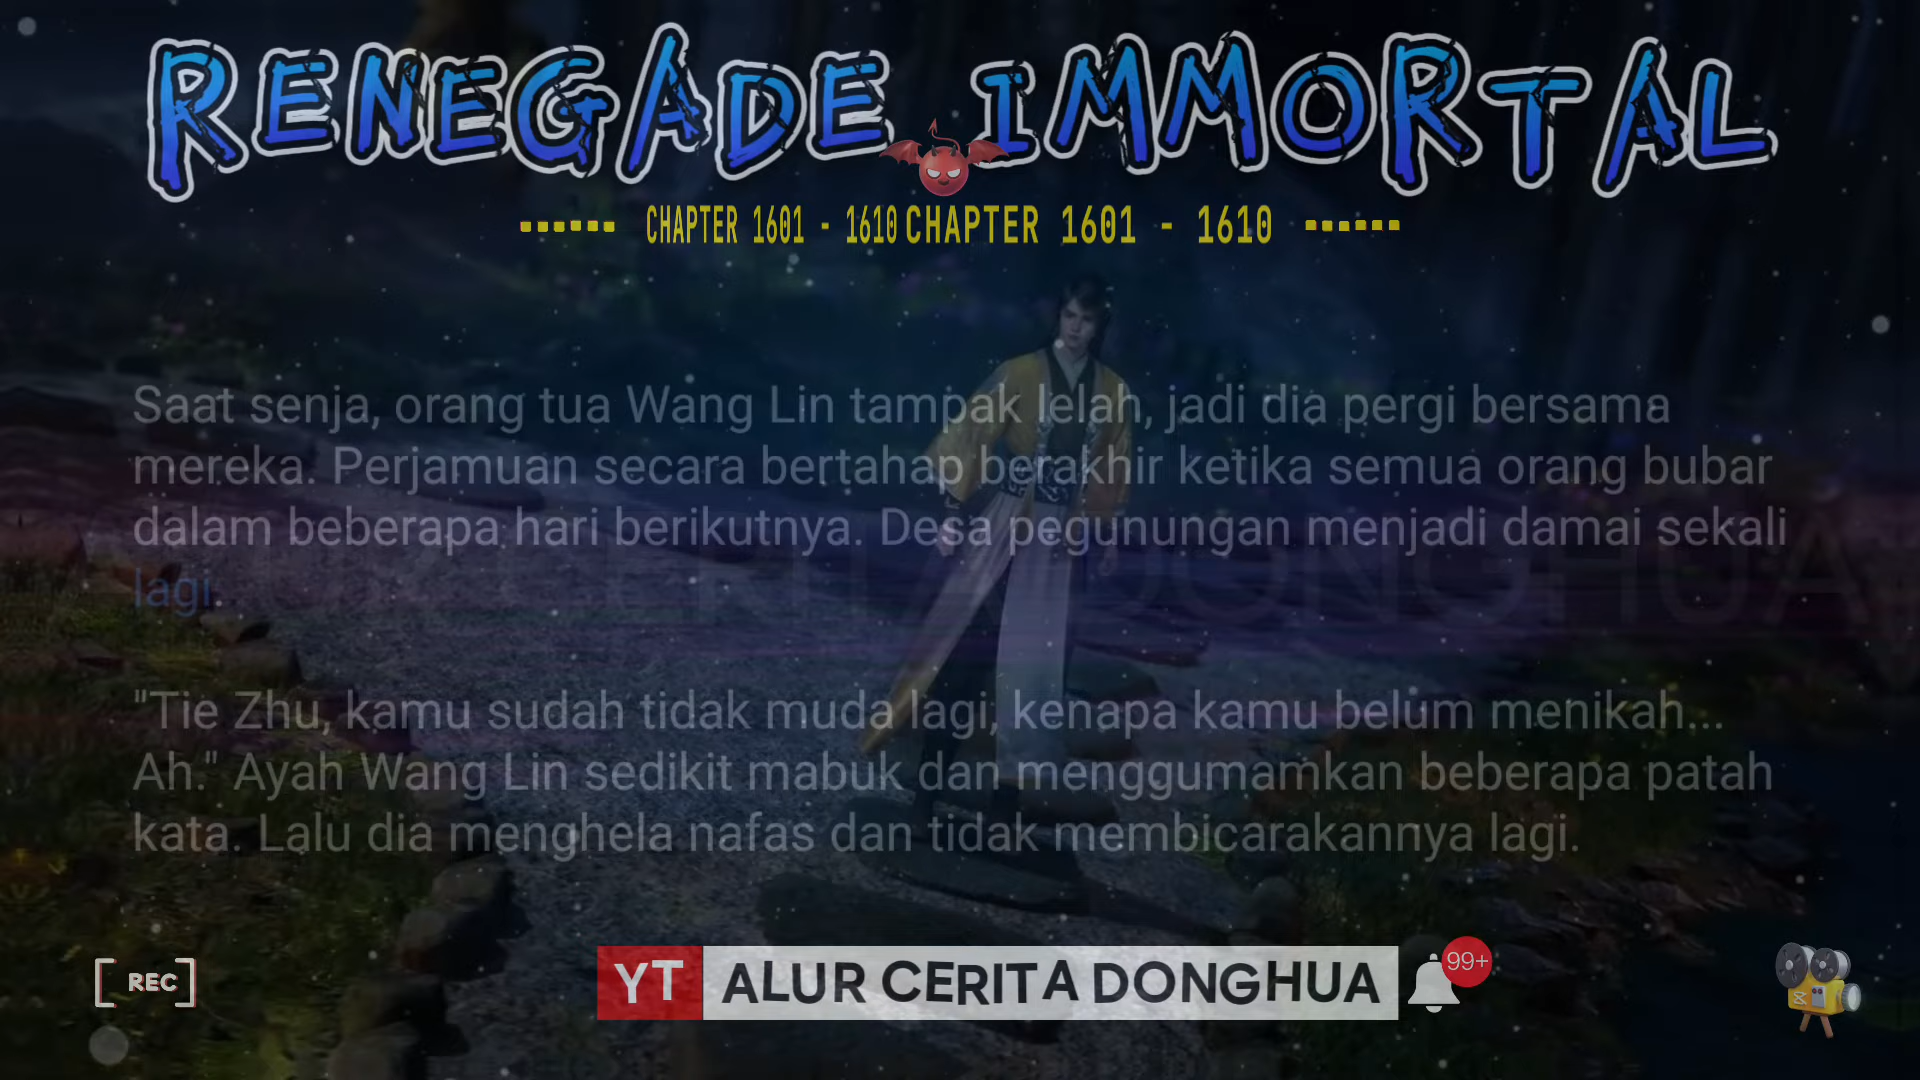 RENEGADE IMMORTAL
CHAPTER 1601 - 1610 CHAPTER 1601 - 1610
Saat senja, orang tua Wang Lin tampak lelah, jadi dia pergi bersama
mereka. Perjamuan secara bertahap berakhir ketika semua orang bubar
dalam beberapa hari berikutnya. Desa pegunungan menjadi damai sekali
lagi.
ALUR CERITA DONGHUA
"Tie Zhu, kamu sudah tidak muda lagi, kenapa kamu belum menikah...
Ah." Ayah Wang Lin sedikit mabuk dan menggumamkan beberapa patah
kata. Lalu dia menghela nafas dan tidak membicarakannya lagi.
REC
YT ALUR CERITA DONGHUA 99+